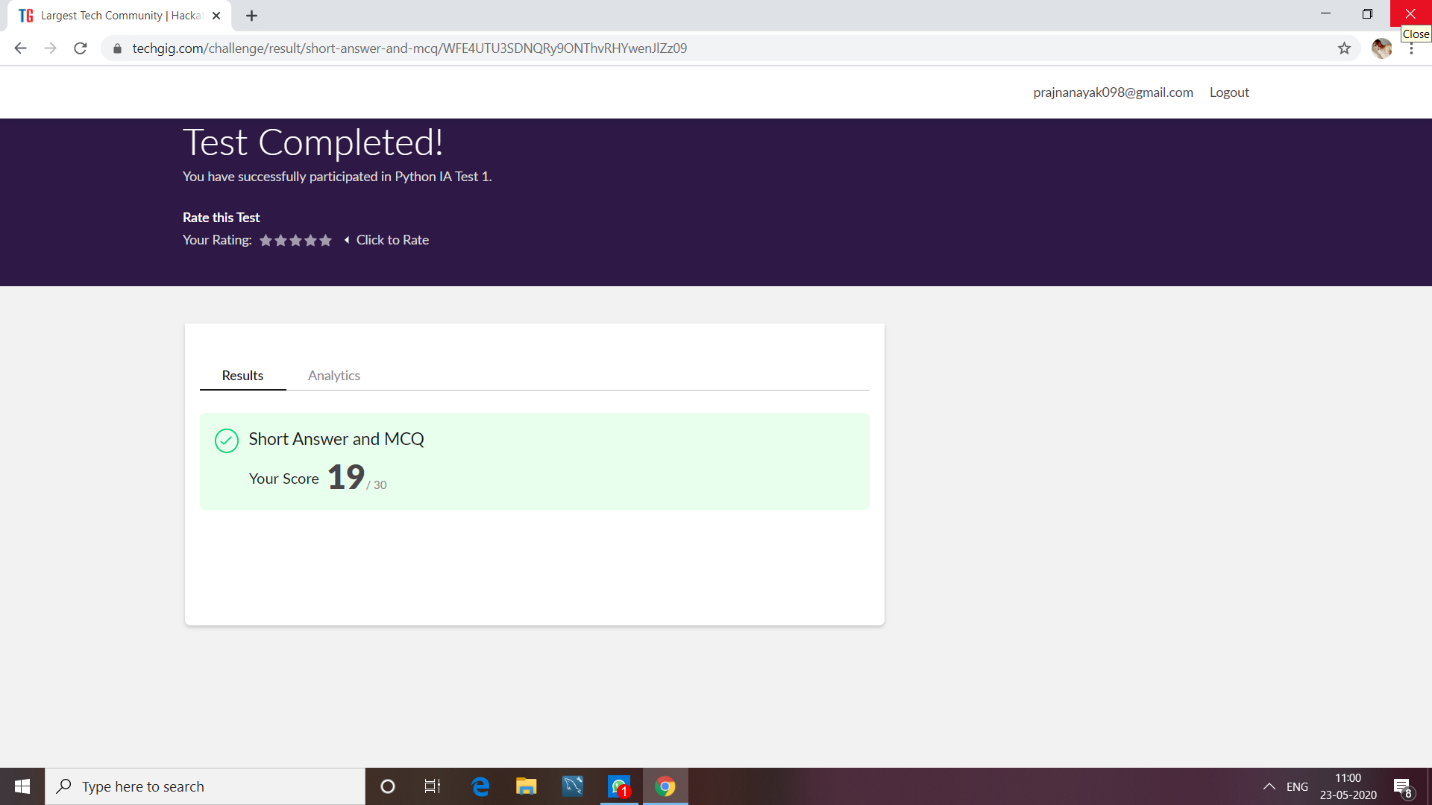 TG Largest Tech Community | Hacka
Close
techgig.com/challenge/result/short-answer-and-mcq/WFE4UTU3SDNQRy9ONThvRHYwenJlZz09
prajnanayak098@gmail.com Logout
Test Completed!
You have successfully participated in Python IA Test 1.
Rate this Test
Your Rating: Click to Rate
Results Analytics
Short Answer and MCQ
Your Score 19 / 30
Type here to search
1
ENG
11:00
23-05-2020
8